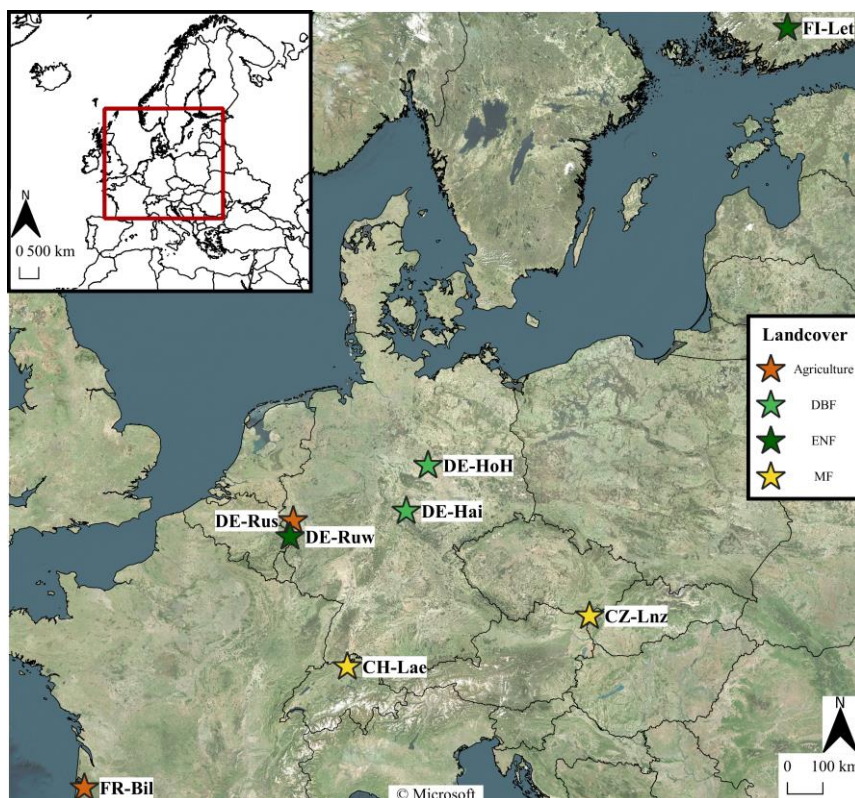 FI-Let
N
0 500 km
Landcover
Agriculture
DBF
ENF
MF
DE-HoH
DE-Hai
DE-Rus
DE-Ruw
CZ-Lnz
CH-Lae
N
0 100 km
FR-Bil
© Microsoft